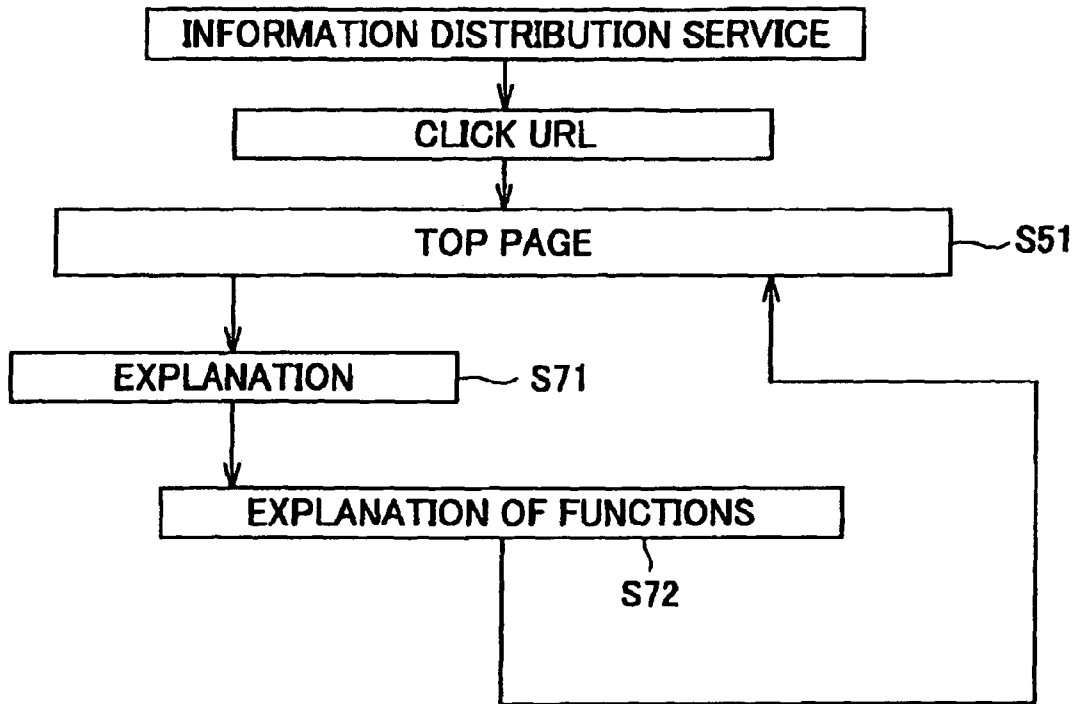 INFORMATION DISTRIBUTION SERVICE
CLICK URL
TOP PAGE
S51
EXPLANATION
S71
EXPLANATION OF FUNCTIONS
S72